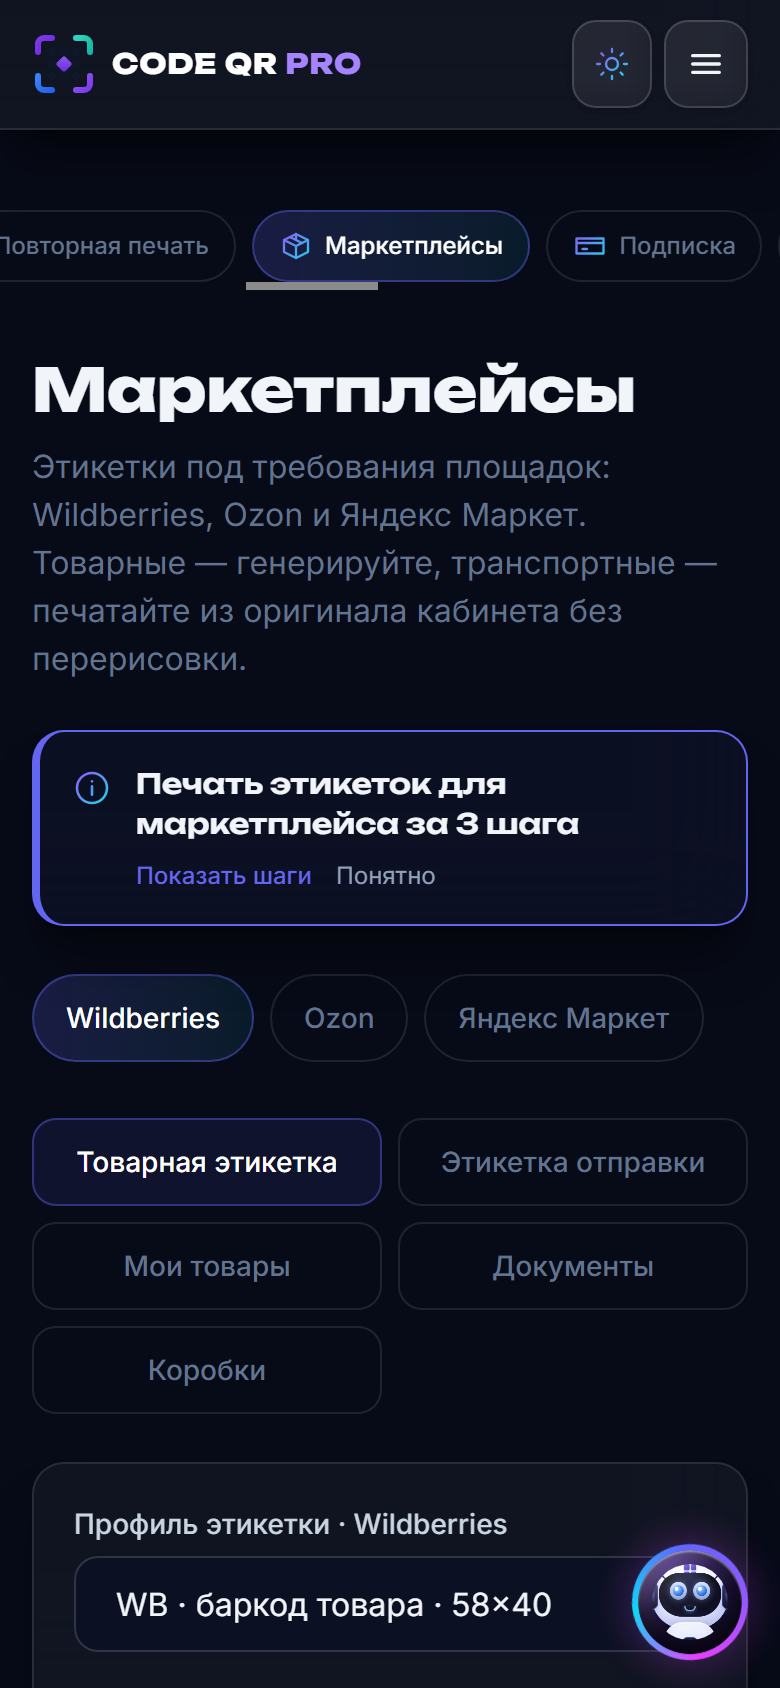 CODE QR PRO
Повторная печать
Маркетплейсы
Подписка
Маркетплейсы
Этикетки под требования площадок:
Wildberries, Ozon и Яндекс Маркет.
Товарные — генерируйте, транспортные —
печатайте из оригинала кабинета без
перерисовки.
Печать этикеток для
маркетплейса за 3 шага
Показать шаги Понятно
Wildberries
Ozon
Яндекс Маркет
Товарная этикетка
Этикетка отправки
Мои товары
Документы
Коробки
Профиль этикетки · Wildberries
WB · баркод товара · 58×40